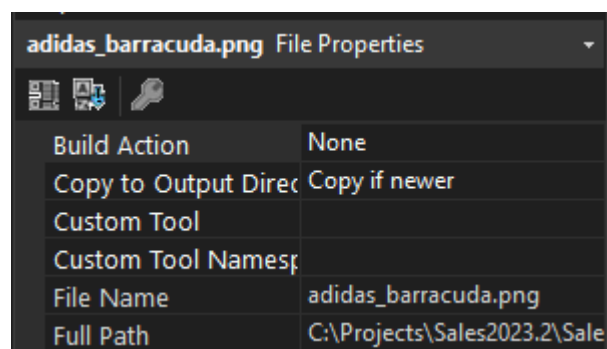 adidas_barracuda.png File Properties
Build Action None
Copy to Output Direc Copy if newer
Custom Tool
Custom Tool Namesp
File Name adidas_barracuda.png
Full Path C:\Projects\Sales2023.2\Sale